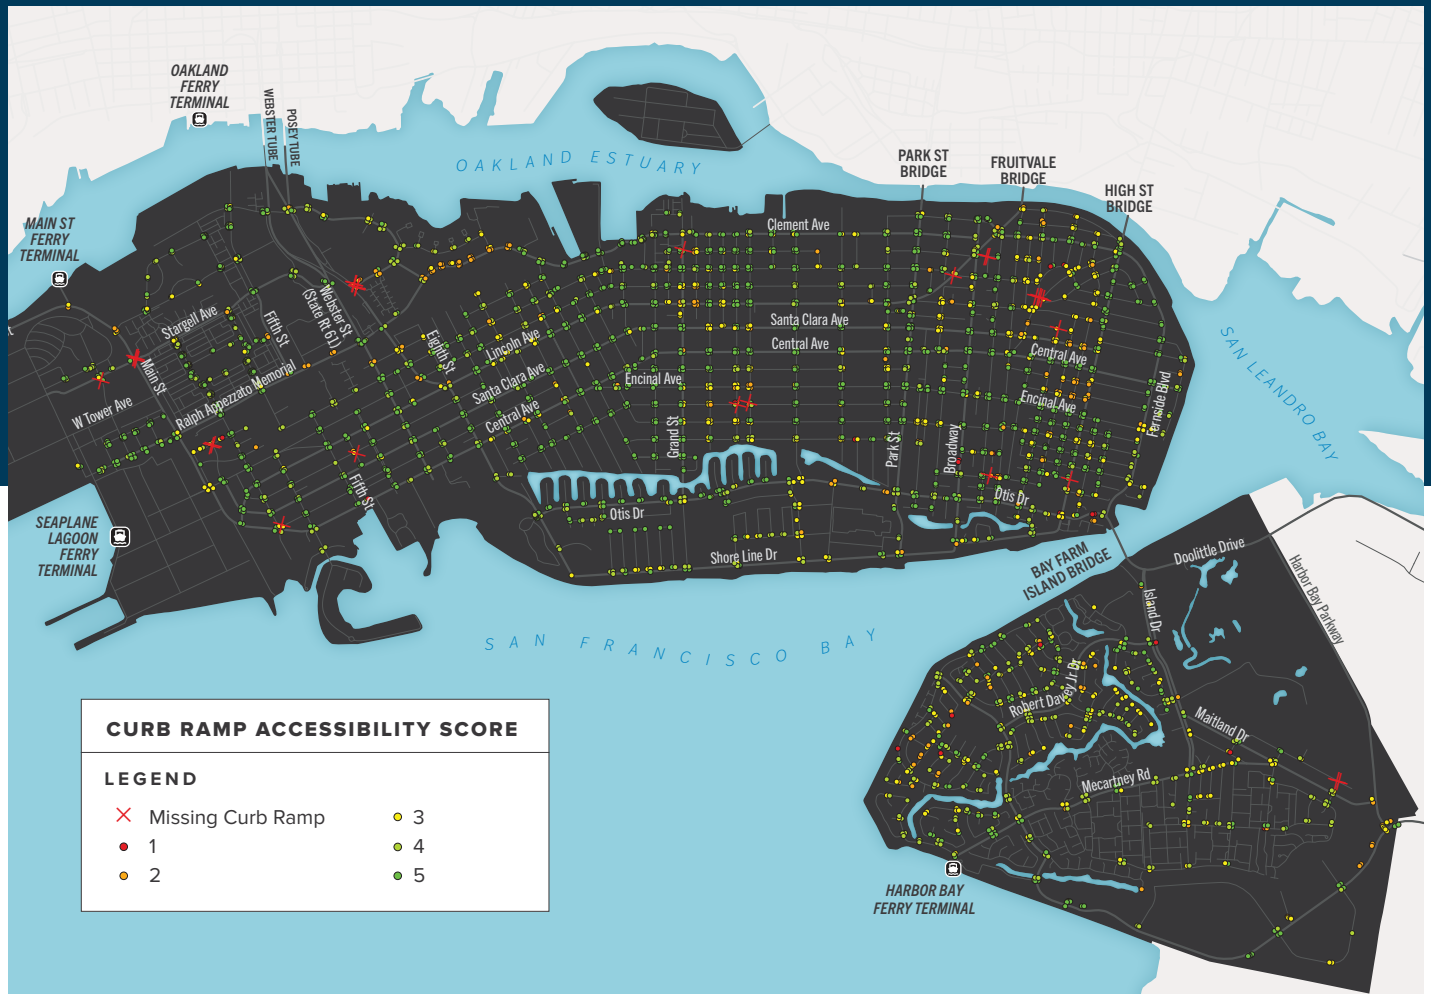 OAKLAND
FERRY
TERMINAL
WEBSTER TUBE
POSEY TUBE
OAKLAND ESTUARY
PARK ST
BRIDGE
FRUITVALE
BRIDGE
HIGH ST
BRIDGE
MAIN ST
FERRY
TERMINAL
Clement Ave
Stargell Ave
Fifth St
Webster St
(State Rt 61)
Eighth St
Lincoln Ave
Santa Clara Ave
Central Ave
Santa Clara Ave
Central Ave
Central Ave
Encinal Ave
Encinal Ave
Main St
W Tower Ave
Ralph Appezzato Memorial
Grand St
Park St
Broadway
Fernside Blvd
SAN LEANDRO BAY
Fifth St
Otis Dr
Otis Dr
Shore Line Dr
SEAPLANE
LAGOON
FERRY
TERMINAL
BAY FARM
ISLAND BRIDGE
Doolittle Drive
Harbor Bay Parkway
Island Dr
SAN FRANCISCO BAY
Robert Davey Jr Dr
Maitland Dr
Mecartney Rd
HARBOR BAY
FERRY TERMINAL
CURB RAMP ACCESSIBILITY SCORE
LEGEND
Missing Curb Ramp
1
2
3
4
5